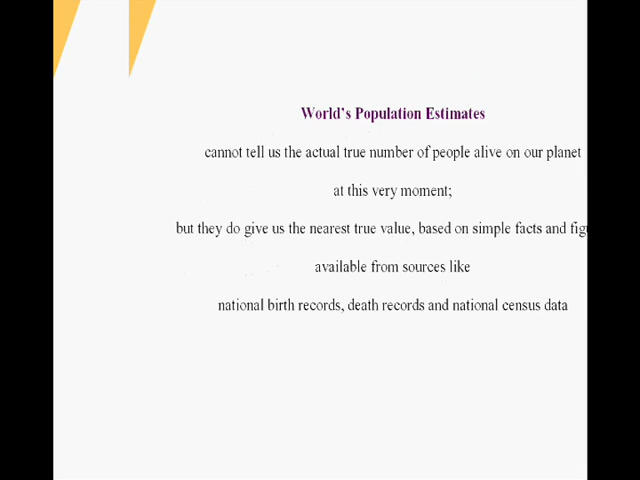 World's Population Estimates
cannot tell us the actual true number of people alive on our planet
at this very moment;
but they do give us the nearest true value, based on simple facts and
available from sources like
national birth records, death records and national census data